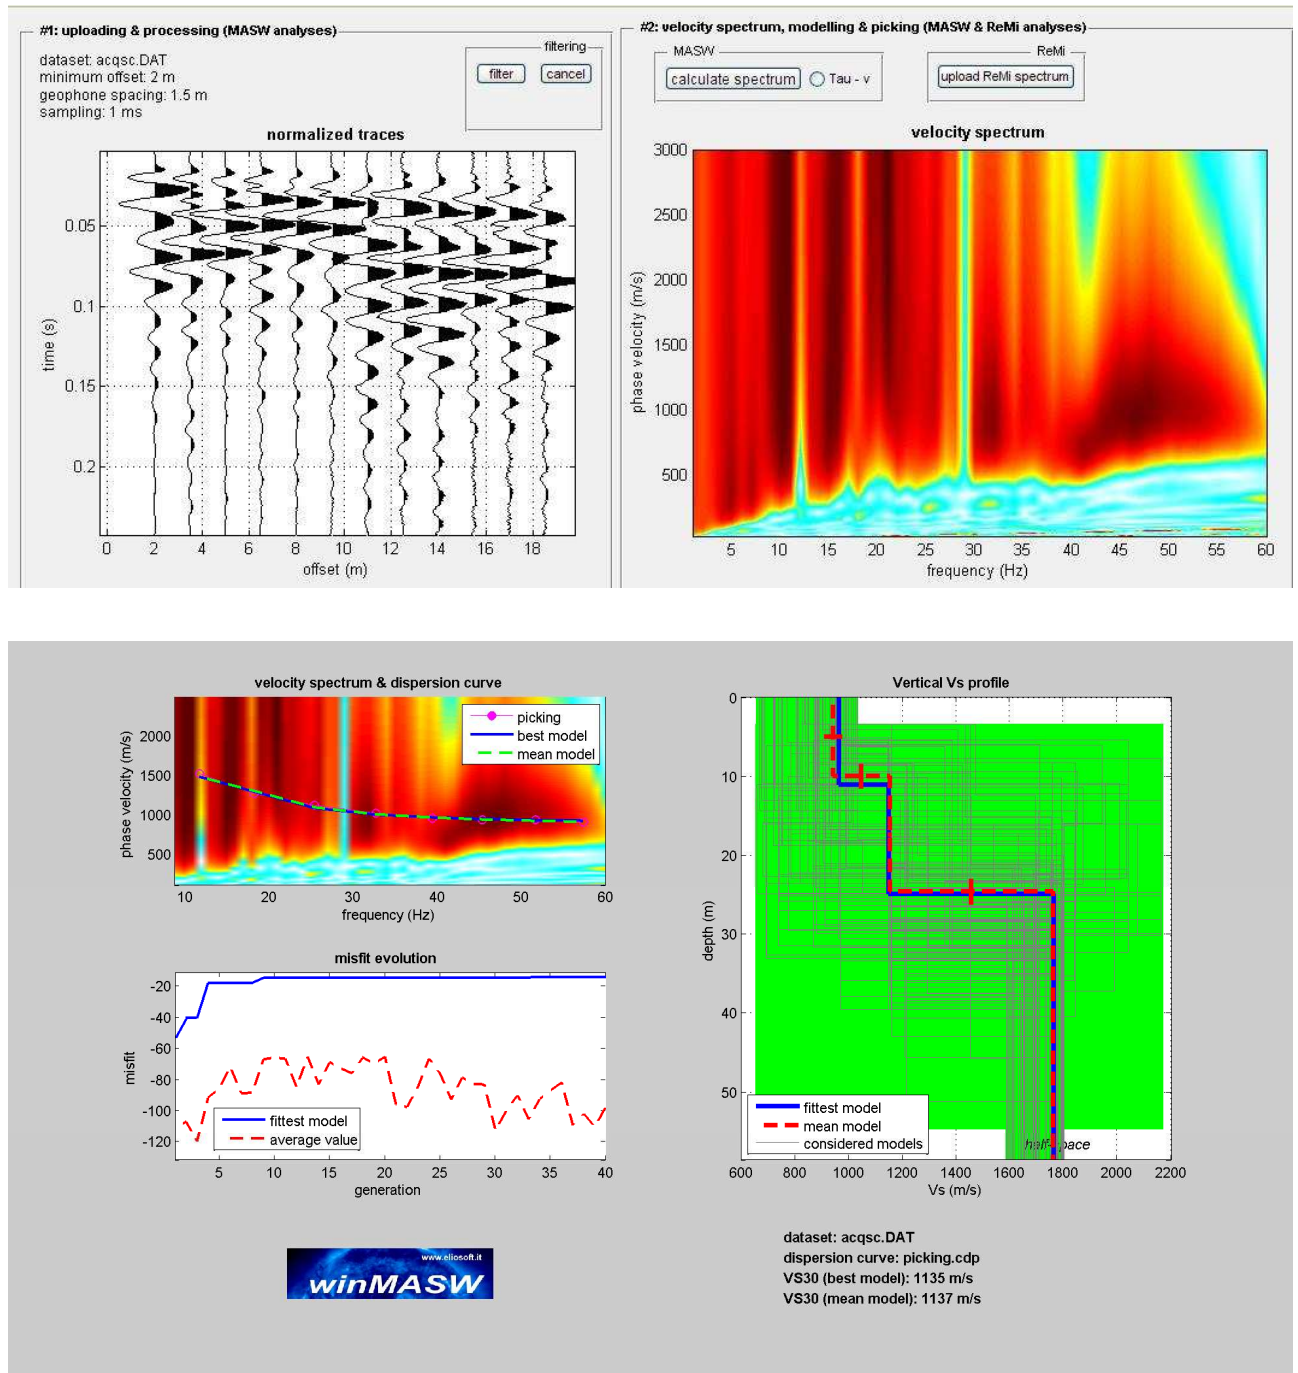 #1: uploading & processing (MASW analyses)
dataset: acqsc.DAT
minimum offset: 2 m
geophone spacing: 1.5 m
sampling: 1 ms
filtering
filter cancel
normalized traces
0.05
0.1
0.15
0.2
time (s)
0 2 4 6 8 10 12 14 16 18
offset (m)
#2: velocity spectrum, modelling & picking (MASW & ReMi analyses)
MASW
calculate spectrum Tau - v
ReMi
upload ReMi spectrum
velocity spectrum
3000
2500
2000
1500
1000
500
phase velocity (m/s)
5 10 15 20 25 30 35 40 45 50 55 60
frequency (Hz)
velocity spectrum & dispersion curve
picking
best model
mean model
2000
1500
1000
500
phase velocity (m/s)
10 20 30 40 50 60
frequency (Hz)
misfit evolution
-20
-40
-60
-80
-100
-120
misfit
fittest model
average value
5 10 15 20 25 30 35 40
generation
www.eliosoft.it
winMASW
Vertical Vs profile
0
10
20
30
40
50
depth (m)
fittest model
mean model
considered models
half-space
600 800 1000 1200 1400 1600 1800 2000 2200
Vs (m/s)
dataset: acqsc.DAT
dispersion curve: picking.cdp
VS30 (best model): 1135 m/s
VS30 (mean model): 1137 m/s